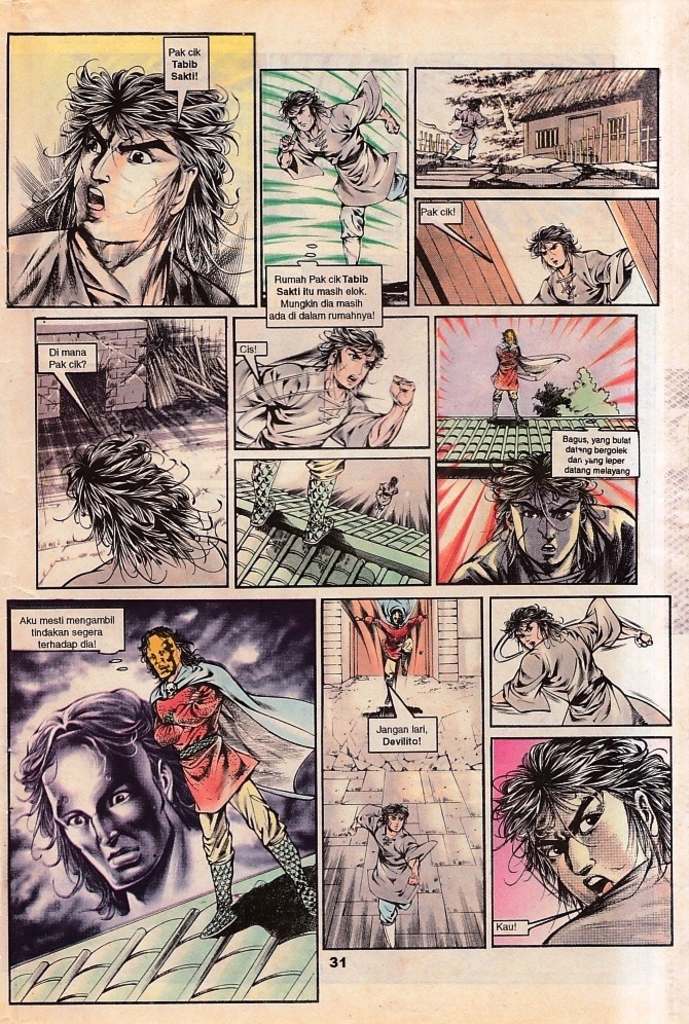 Pak cik
Tabib
Sakti!
Rumah Pak cik Tabib
Sakti itu masih elok.
Mungkin dia masih
ada di dalam rumahnya!
Pak cik!
Di mana
Pak cik?
Cis!
Bagus, yang bulat
datang bergolek
dan yang leper
datang melayang
Aku mesti mengambil
tindakan segera
terhadap dia!
Jangan lari,
Devilito!
Kau!
31